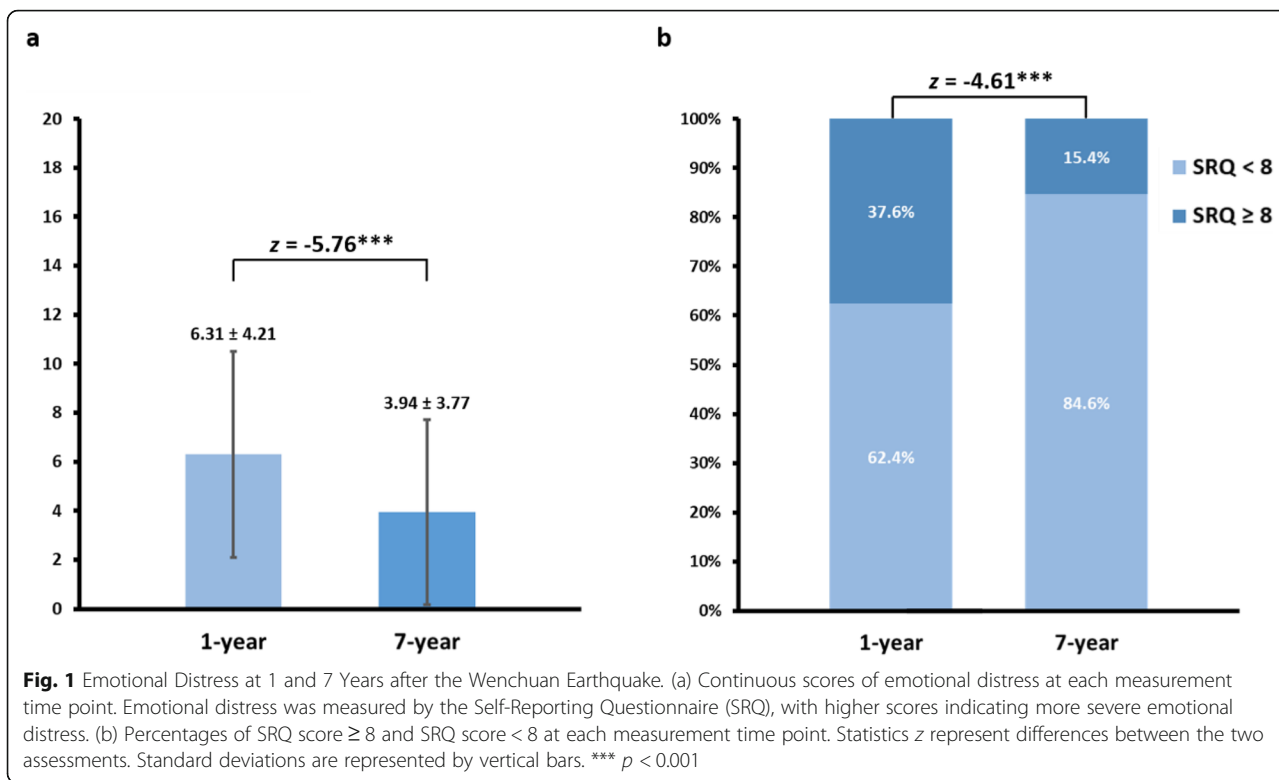 a
20
18
16
14
12
10
8
6
4
2
0
z = -5.76***
6.31 ± 4.21
3.94 ± 3.77
1-year
7-year
b
z = -4.61***
100%
90%
80%
70%
60%
50%
40%
30%
20%
10%
0%
37.6%
62.4%
15.4%
84.6%
1-year
7-year
SRQ < 8
SRQ ≥ 8
Fig. 1 Emotional Distress at 1 and 7 Years after the Wenchuan Earthquake. (a) Continuous scores of emotional distress at each measurement
time point. Emotional distress was measured by the Self-Reporting Questionnaire (SRQ), with higher scores indicating more severe emotional
distress. (b) Percentages of SRQ score ≥ 8 and SRQ score < 8 at each measurement time point. Statistics z represent differences between the two
assessments. Standard deviations are represented by vertical bars. *** p < 0.001